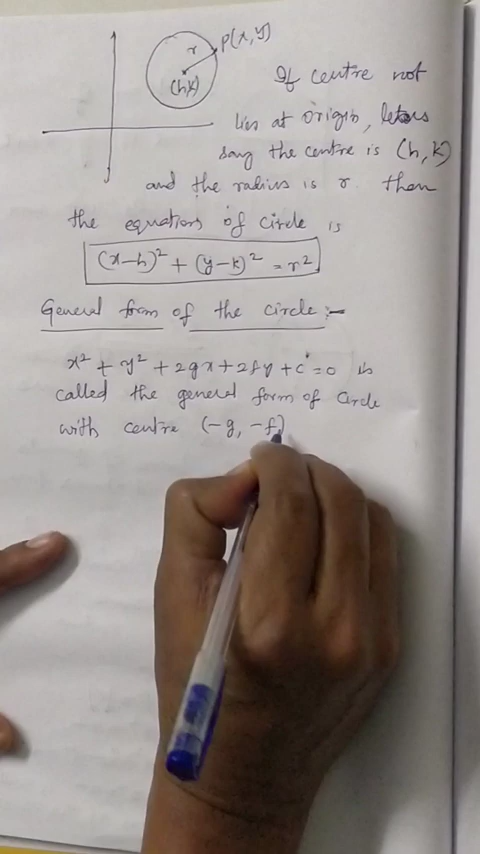 P(x, y)
r
(h,k)
If centre not
lies at origin, lets us
say the centre is (h, k)
and the radius is r. then
the equation of circle is
(x-h)² + (y-k)² = r²
General form of the circle:-
x² + y² + 2gx + 2fy + c = 0 is
called the general form of circle
with centre (-g, -f)